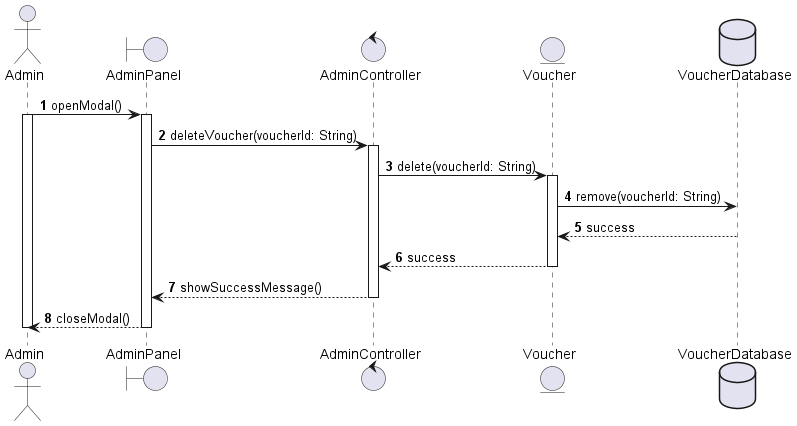 Admin
AdminPanel
AdminController
Voucher
VoucherDatabase
1 openModal()
2 deleteVoucher(voucherId: String)
3 delete(voucherId: String)
4 remove(voucherId: String)
5 success
6 success
7 showSuccessMessage()
8 closeModal()
Admin
AdminPanel
AdminController
Voucher
VoucherDatabase